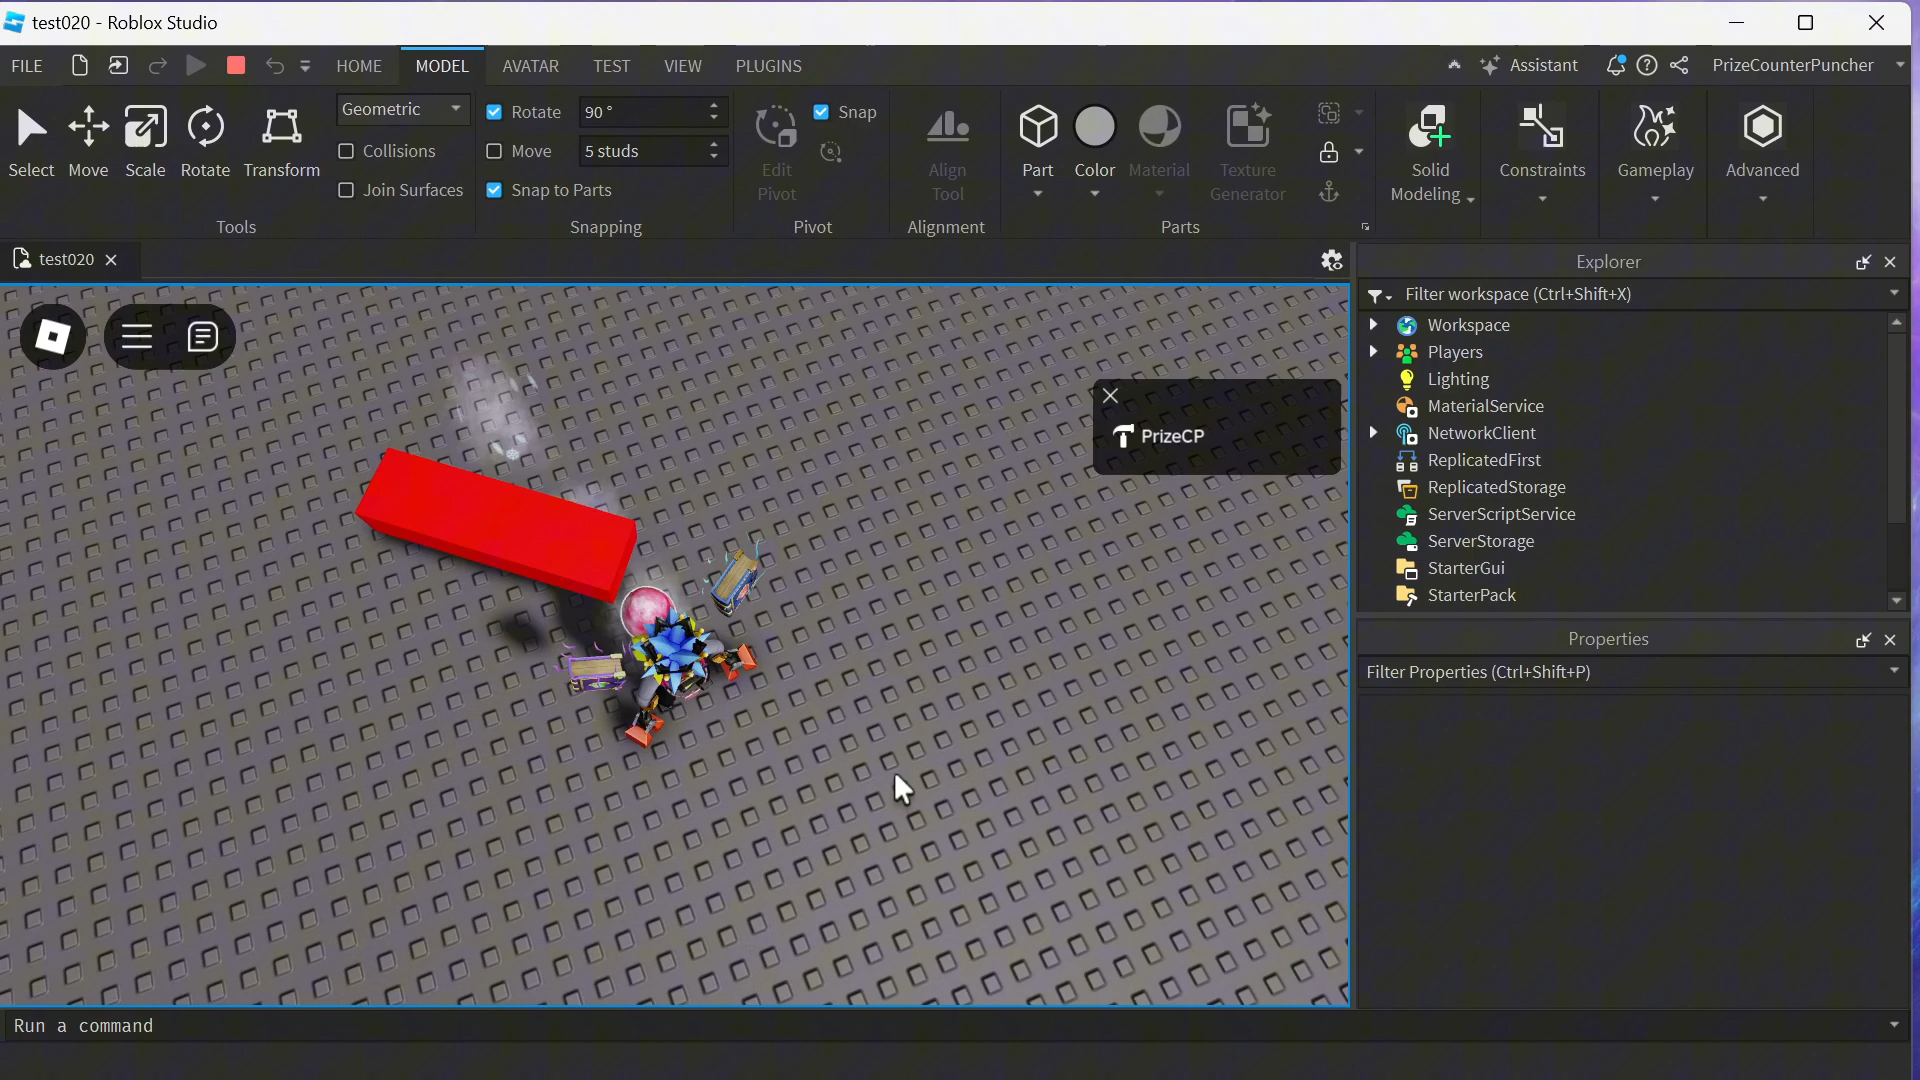 test020 - Roblox Studio
FILE HOME MODEL AVATAR TEST VIEW PLUGINS Assistant PrizeCounterPuncher
Select Move Scale Rotate Transform
Geometric
Collisions
Join Surfaces
Tools
Rotate 90 °
Move 5 studs
Snap to Parts
Snapping
Edit
Pivot
Snap
Pivot
Align
Tool
Alignment
Part Color Material Texture
Generator
Parts
Solid
Modeling
Constraints
Gameplay
Advanced
test020
PrizeCP
Explorer
Filter workspace (Ctrl+Shift+X)
Workspace
Players
Lighting
MaterialService
NetworkClient
ReplicatedFirst
ReplicatedStorage
ServerScriptService
ServerStorage
StarterGui
StarterPack
Properties
Filter Properties (Ctrl+Shift+P)
Run a command